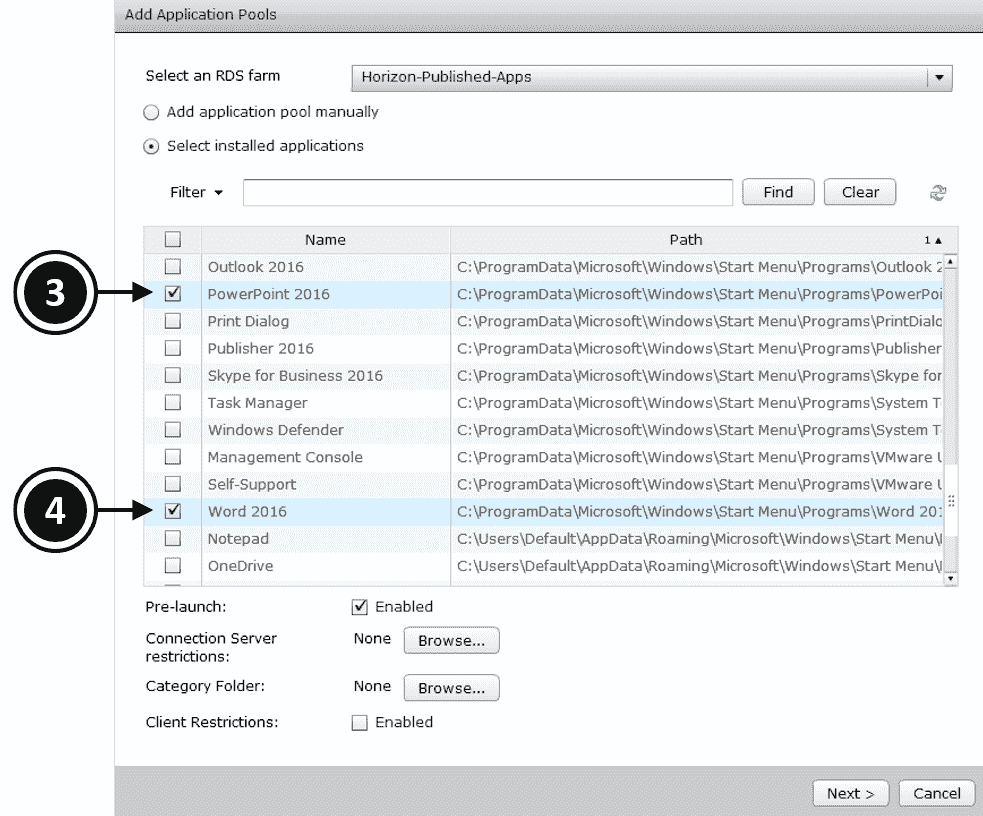 Add Application Pools
Select an RDS farm Horizon-Published-Apps
Add application pool manually
Select installed applications
Filter Find Clear
Name Path 1
Outlook 2016 C:\ProgramData\Microsoft\Windows\Start Menu\Programs\Outlook 2
3 PowerPoint 2016 C:\ProgramData\Microsoft\Windows\Start Menu\Programs\PowerPoi
Print Dialog C:\ProgramData\Microsoft\Windows\Start Menu\Programs\PrintDialo
Publisher 2016 C:\ProgramData\Microsoft\Windows\Start Menu\Programs\Publisher
Skype for Business 2016 C:\ProgramData\Microsoft\Windows\Start Menu\Programs\Skype for
Task Manager C:\ProgramData\Microsoft\Windows\Start Menu\Programs\System T
Windows Defender C:\ProgramData\Microsoft\Windows\Start Menu\Programs\System T
Management Console C:\ProgramData\Microsoft\Windows\Start Menu\Programs\VMware U
Self-Support C:\ProgramData\Microsoft\Windows\Start Menu\Programs\VMware U
4 Word 2016 C:\ProgramData\Microsoft\Windows\Start Menu\Programs\Word 201
Notepad C:\Users\Default\AppData\Roaming\Microsoft\Windows\Start Menu\
OneDrive C:\Users\Default\AppData\Roaming\Microsoft\Windows\Start Menu\
Pre-launch: Enabled
Connection Server
restrictions: None Browse...
Category Folder: None Browse...
Client Restrictions: Enabled
Next > Cancel